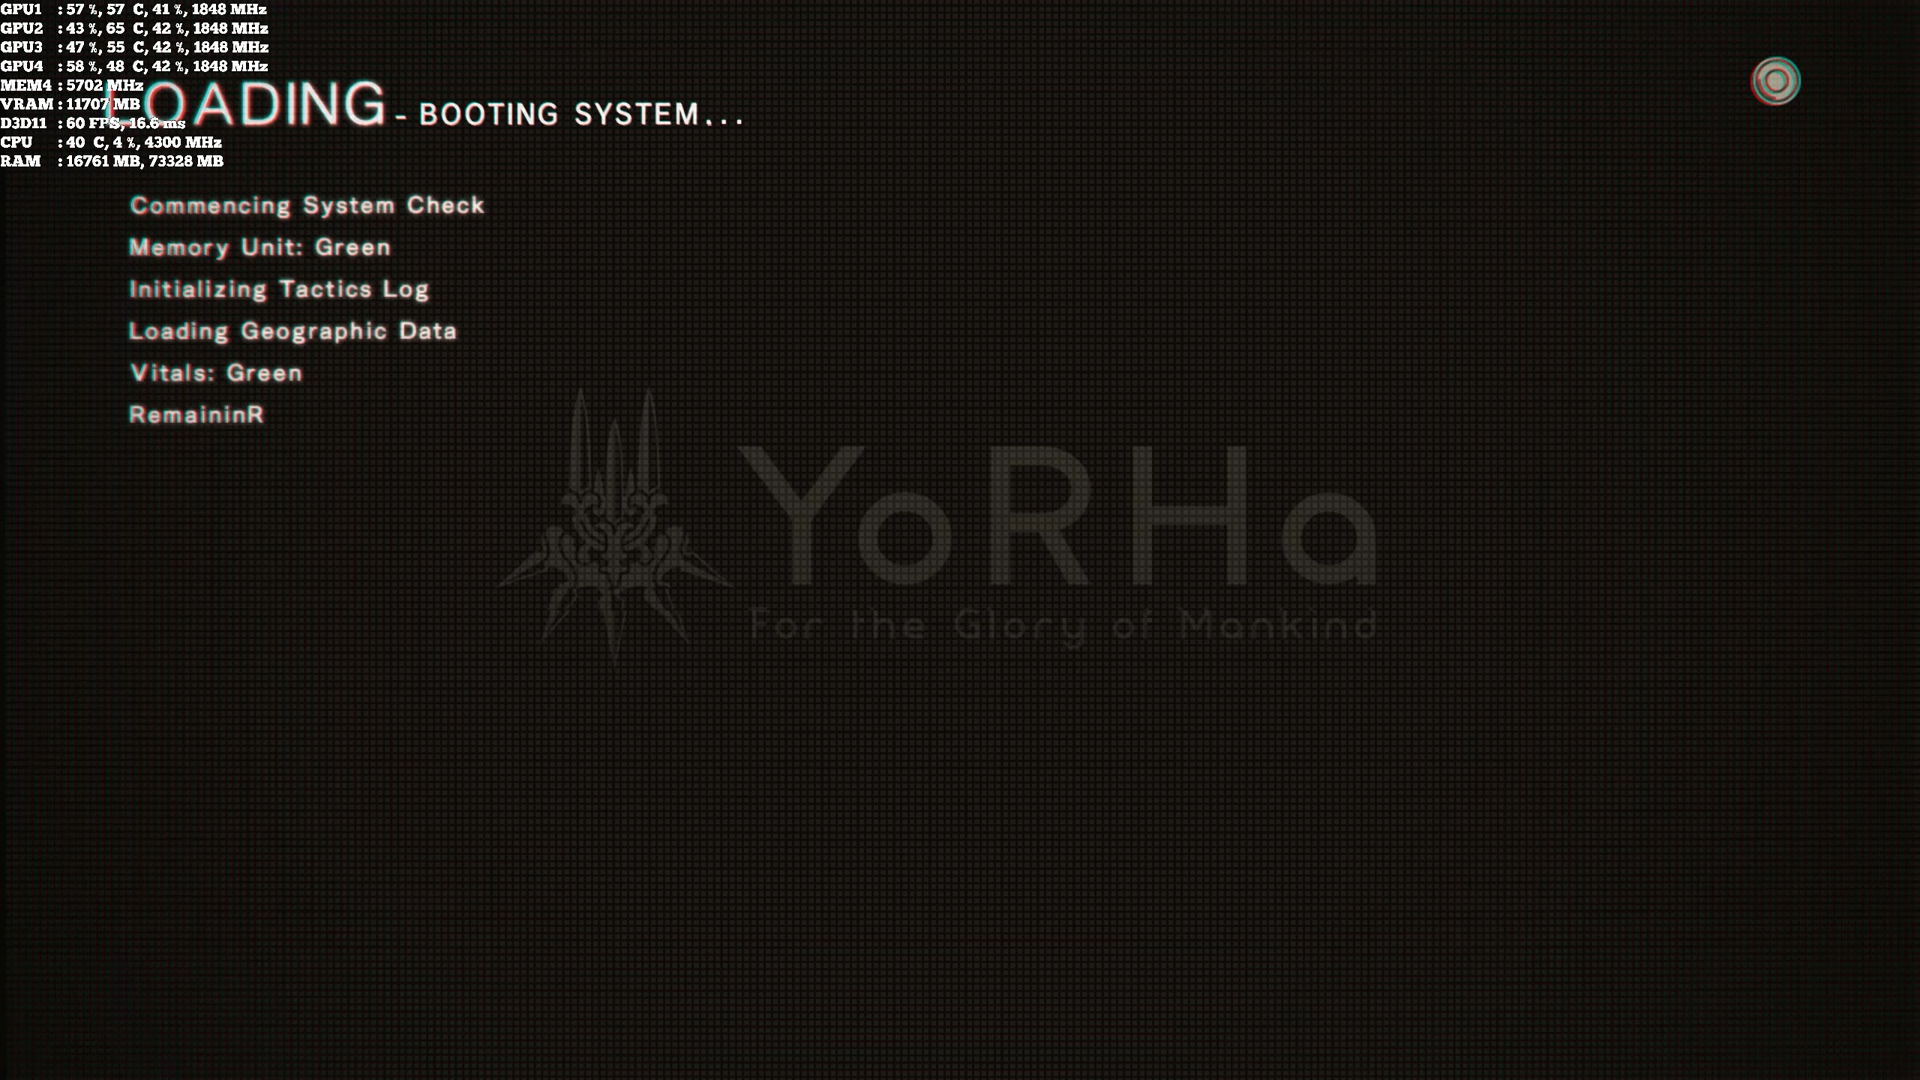 GPU1 : 57 %, 57 C, 41 %, 1848 MHz
GPU2 : 43 %, 65 C, 42 %, 1848 MHz
GPU3 : 47 %, 55 C, 42 %, 1848 MHz
GPU4 : 58 %, 48 C, 42 %, 1848 MHz
MEM4 : 5702 MHz
VRAM : 11707 MB
D3D11 : 60 FPS, 16.6 ms
CPU : 40 C, 4 %, 4300 MHz
RAM : 16761 MB, 73328 MB
LOADING - BOOTING SYSTEM...
Commencing System Check
Memory Unit: Green
Initializing Tactics Log
Loading Geographic Data
Vitals: Green
RemaininR
YoRHa
For the Glory of Mankind